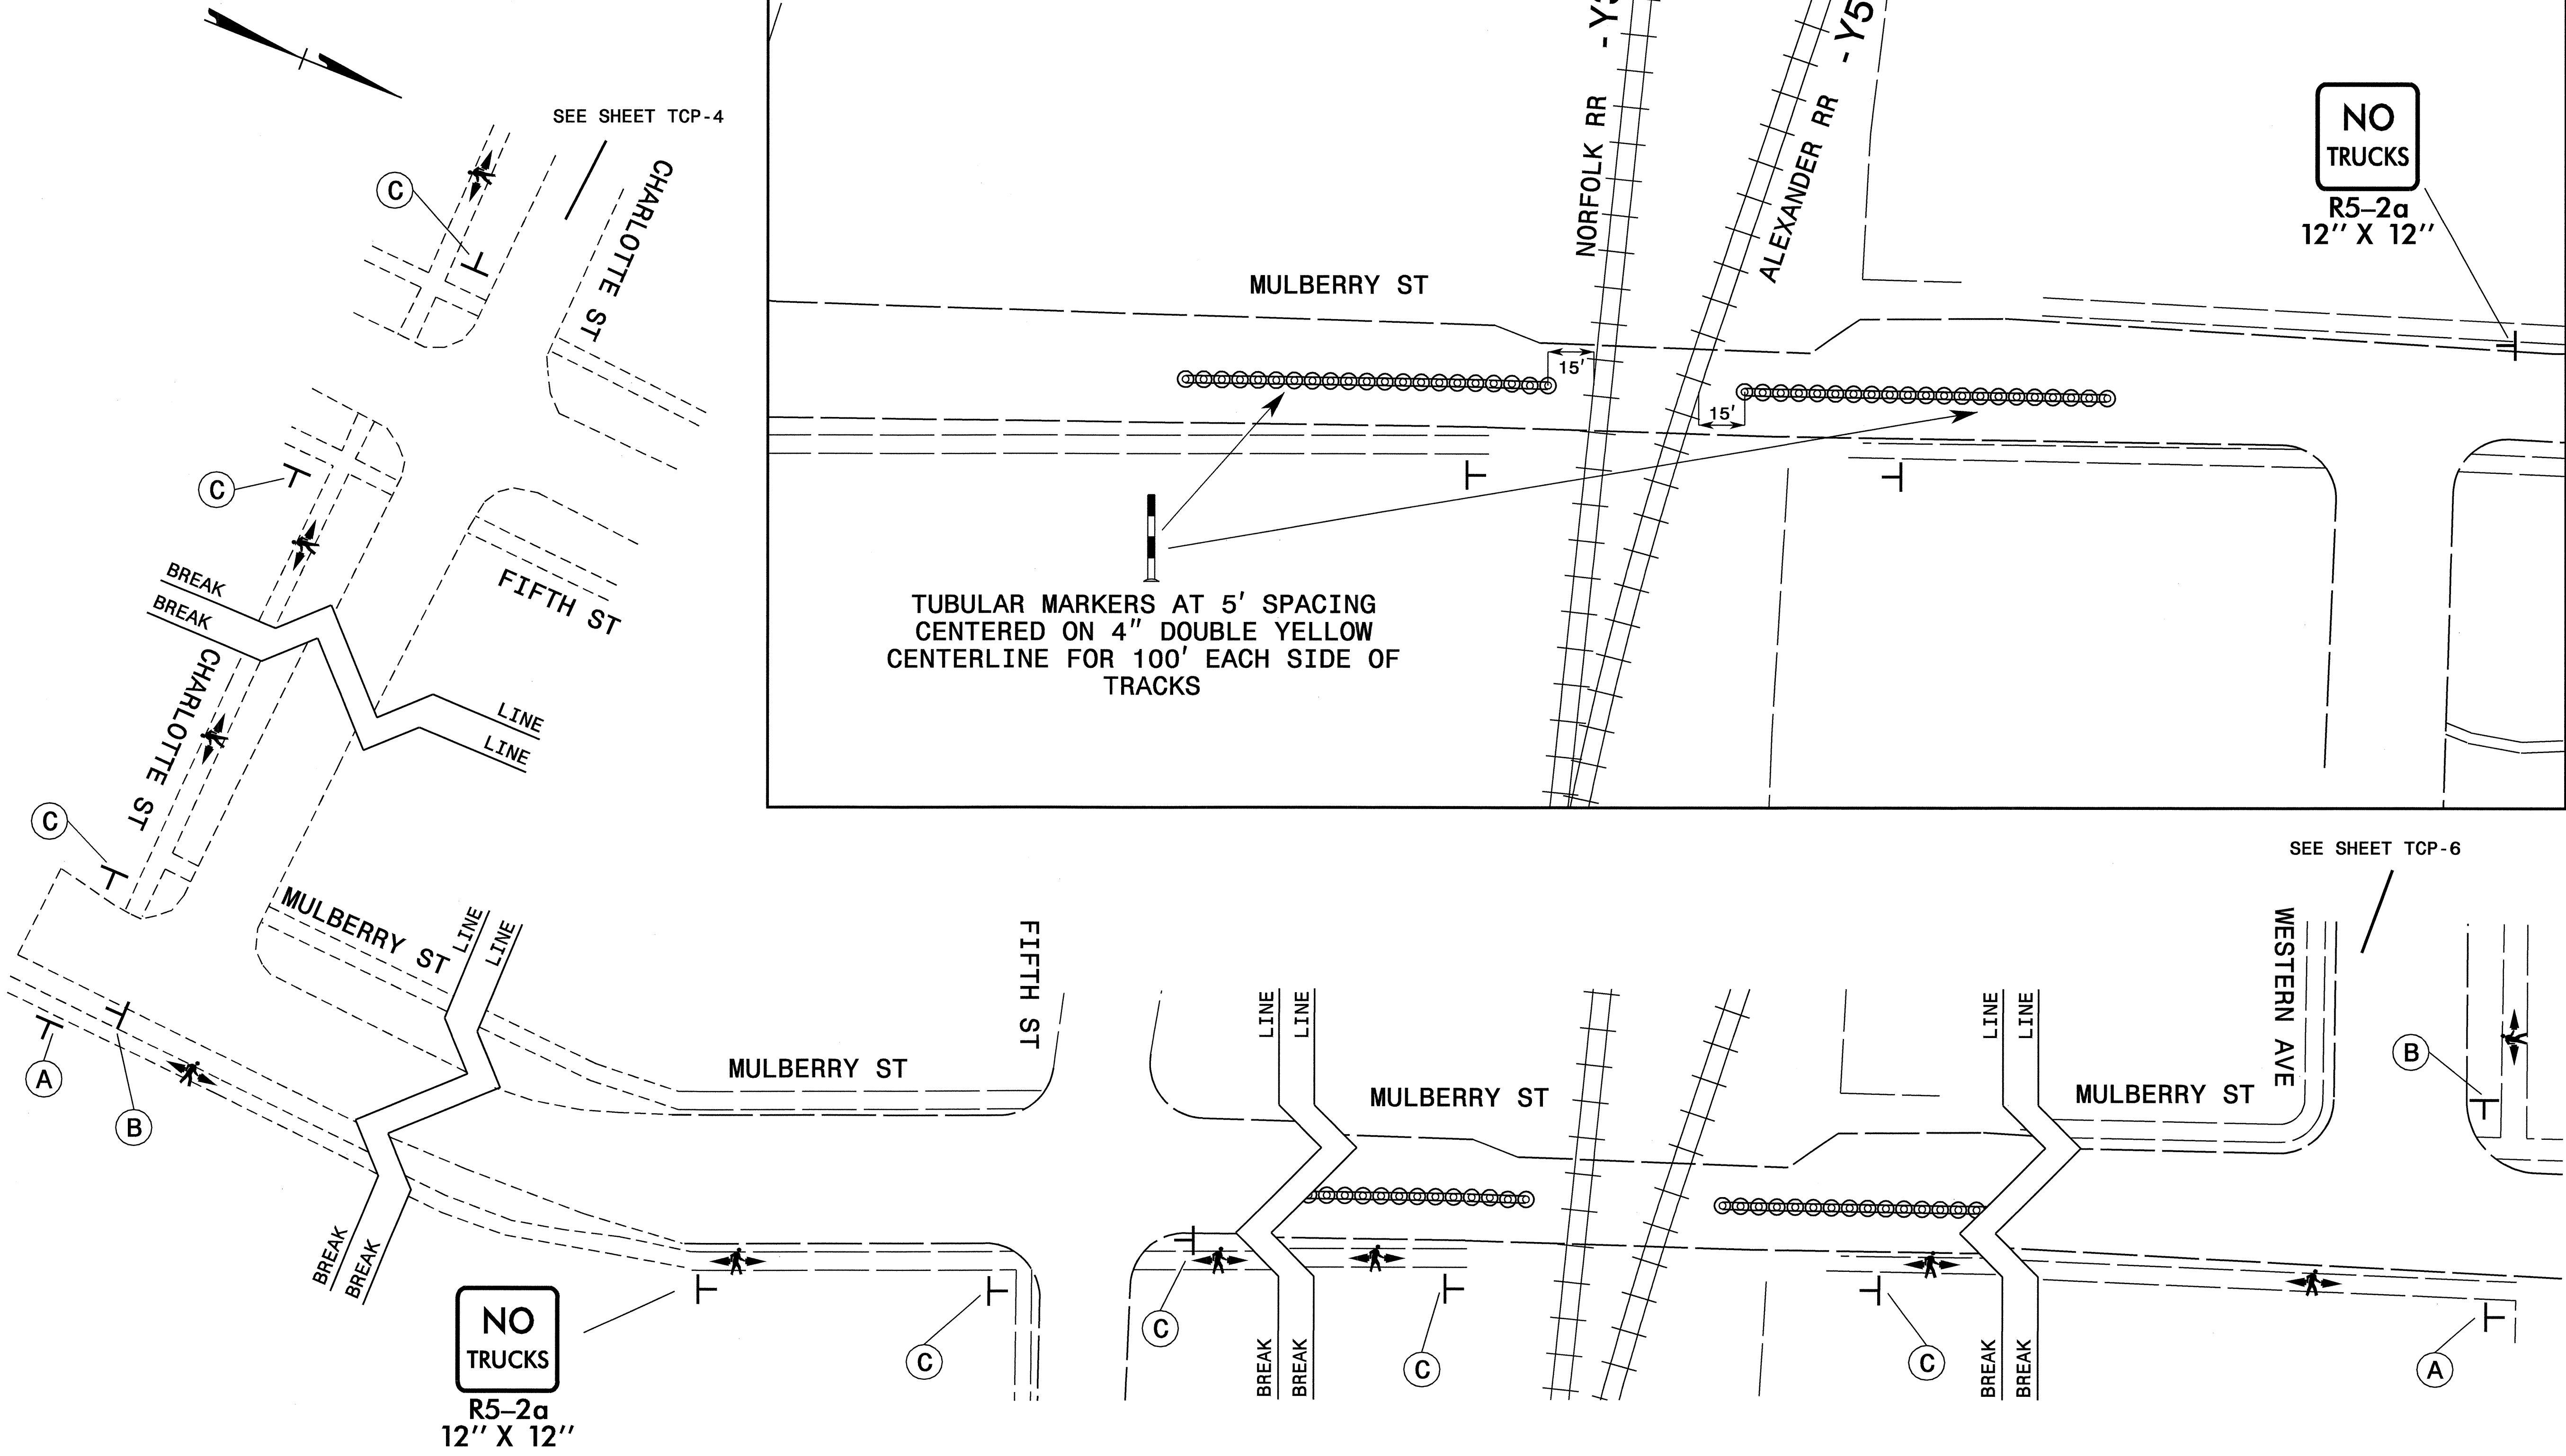 SEE SHEET TCP-4
C
CHARLOTTE ST
C
FIFTH ST
BREAK
BREAK
LINE
LINE
CHARLOTTE ST
C
MULBERRY ST
LINE
LINE
A
B
BREAK
BREAK
NORFOLK RR
ALEXANDER RR
- Y5
NO
TRUCKS
R5–2a
12" X 12"
MULBERRY ST
15'
15'
TUBULAR MARKERS AT 5' SPACING
CENTERED ON 4" DOUBLE YELLOW
CENTERLINE FOR 100' EACH SIDE OF
TRACKS
SEE SHEET TCP-6
FIFTH ST
MULBERRY ST
LINE
LINE
MULBERRY ST
LINE
LINE
MULBERRY ST
WESTERN AVE
B
NO
TRUCKS
R5–2a
12" X 12"
C
C
BREAK
BREAK
C
C
BREAK
BREAK
A